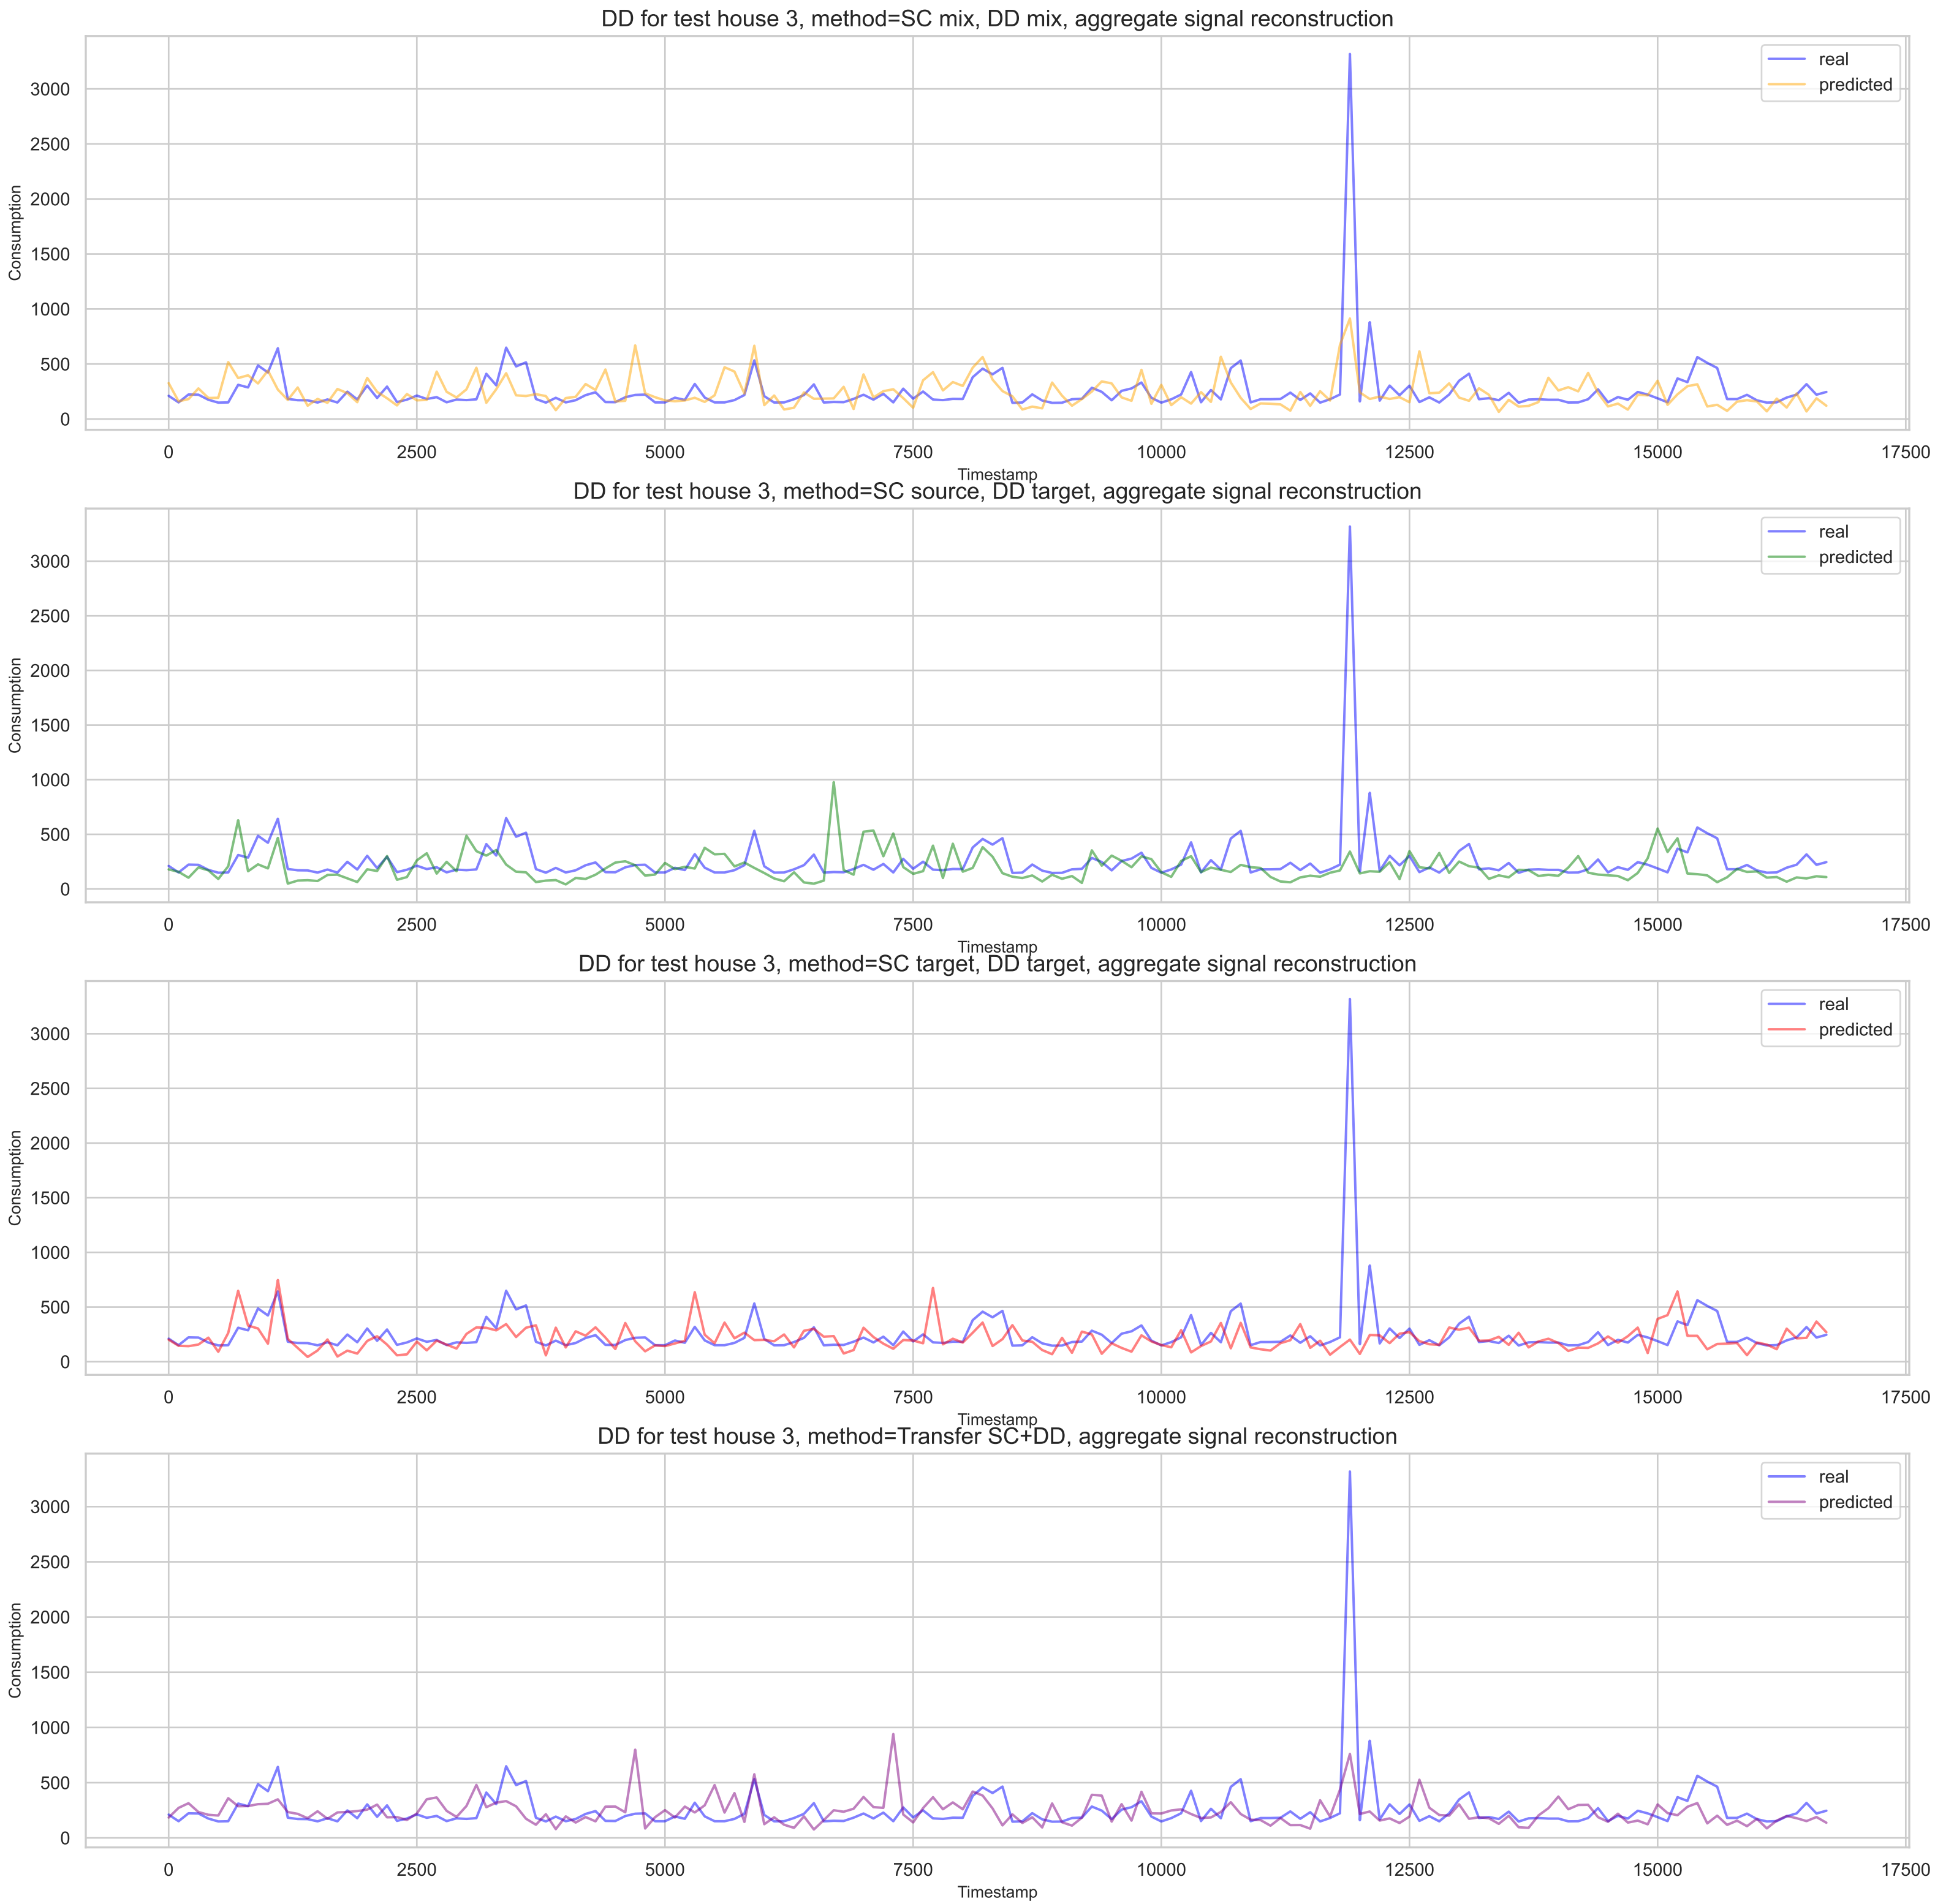 DD for test house 3, method=SC mix, DD mix, aggregate signal reconstruction
real
predicted
3000
2500
2000
1500
1000
500
0
Consumption
0 2500 5000 7500 10000 12500 15000 17500
Timestamp
DD for test house 3, method=SC source, DD target, aggregate signal reconstruction
real
predicted
3000
2500
2000
1500
1000
500
0
Consumption
0 2500 5000 7500 10000 12500 15000 17500
Timestamp
DD for test house 3, method=SC target, DD target, aggregate signal reconstruction
real
predicted
3000
2500
2000
1500
1000
500
0
Consumption
0 2500 5000 7500 10000 12500 15000 17500
Timestamp
DD for test house 3, method=Transfer SC+DD, aggregate signal reconstruction
real
predicted
3000
2500
2000
1500
1000
500
0
Consumption
0 2500 5000 7500 10000 12500 15000 17500
Timestamp